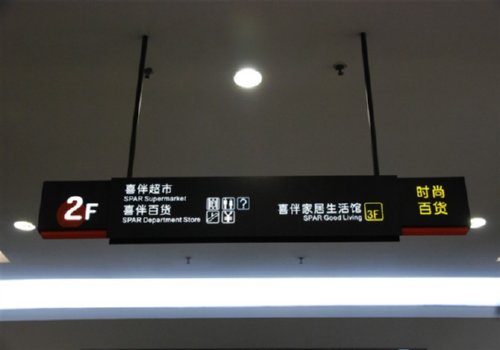 2F
喜伴超市
SPAR Supermarket
喜伴百货
SPAR Department Store
?
¥
喜伴家居生活馆
SPAR Good Living
3F
时尚
百货